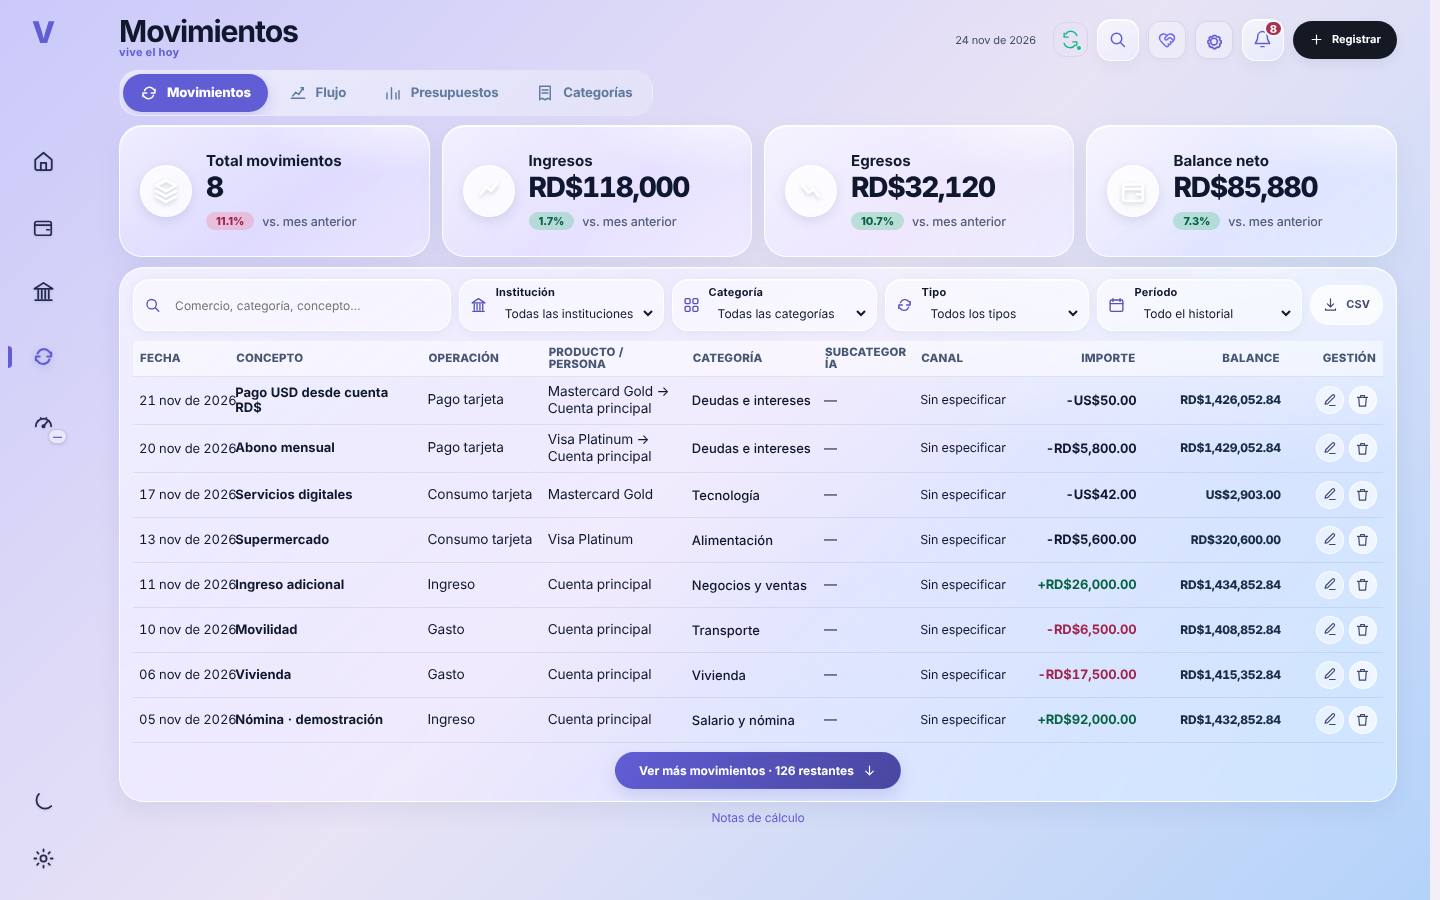 V
Movimientos
vive el hoy
24 nov de 2026
8
Registrar
Movimientos
Flujo
Presupuestos
Categorías
Total movimientos
8
11.1% vs. mes anterior
Ingresos
RD$118,000
1.7% vs. mes anterior
Egresos
RD$32,120
10.7% vs. mes anterior
Balance neto
RD$85,880
7.3% vs. mes anterior
Comercio, categoría, concepto...
Institución
Todas las instituciones
Categoría
Todas las categorías
Tipo
Todos los tipos
Período
Todo el historial
CSV
FECHA CONCEPTO OPERACIÓN PRODUCTO / PERSONA CATEGORÍA SUBCATEGORÍA CANAL IMPORTE BALANCE GESTIÓN
21 nov de 2026 Pago USD desde cuenta RD$ Pago tarjeta Mastercard Gold → Cuenta principal Deudas e intereses — Sin especificar -US$50.00 RD$1,426,052.84
20 nov de 2026 Abono mensual Pago tarjeta Visa Platinum → Cuenta principal Deudas e intereses — Sin especificar -RD$5,800.00 RD$1,429,052.84
17 nov de 2026 Servicios digitales Consumo tarjeta Mastercard Gold Tecnología — Sin especificar -US$42.00 US$2,903.00
13 nov de 2026 Supermercado Consumo tarjeta Visa Platinum Alimentación — Sin especificar -RD$5,600.00 RD$320,600.00
11 nov de 2026 Ingreso adicional Ingreso Cuenta principal Negocios y ventas — Sin especificar +RD$26,000.00 RD$1,434,852.84
10 nov de 2026 Movilidad Gasto Cuenta principal Transporte — Sin especificar -RD$6,500.00 RD$1,408,852.84
06 nov de 2026 Vivienda Gasto Cuenta principal Vivienda — Sin especificar -RD$17,500.00 RD$1,415,352.84
05 nov de 2026 Nómina · demostración Ingreso Cuenta principal Salario y nómina — Sin especificar +RD$92,000.00 RD$1,432,852.84
Ver más movimientos · 126 restantes ↓
Notas de cálculo